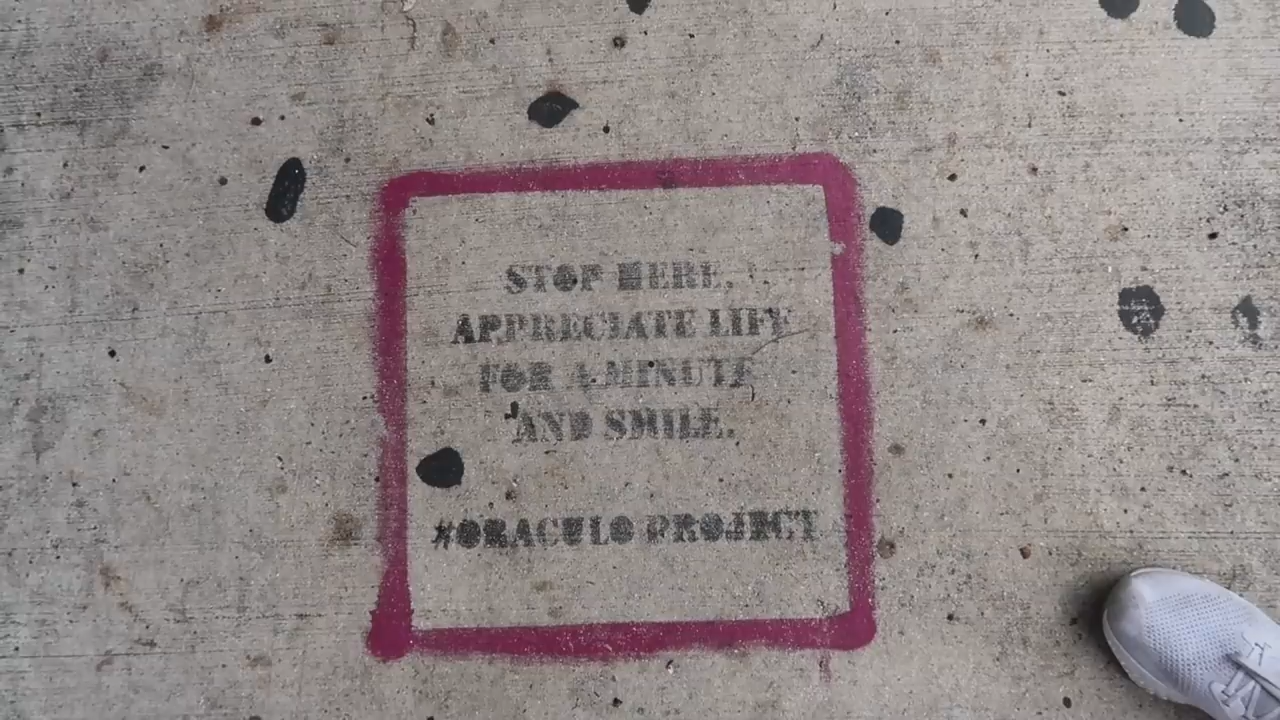 STOP HERE,
APPRECIATE LIFE
FOR A MINUTE
AND SMILE.
#ORACULO PROJECT